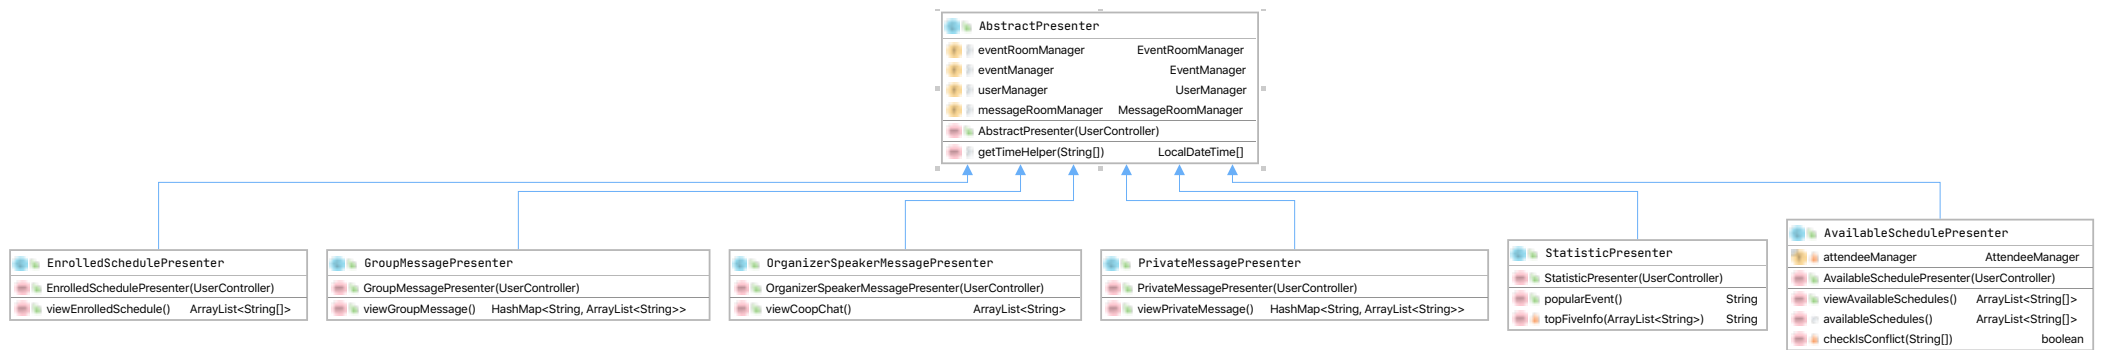 AbstractPresenter
eventRoomManager EventRoomManager
eventManager EventManager
userManager UserManager
messageRoomManager MessageRoomManager
AbstractPresenter(UserController)
getTimeHelper(String[]) LocalDateTime[]
EnrolledSchedulePresenter
EnrolledSchedulePresenter(UserController)
viewEnrolledSchedule() ArrayList<String[]>
GroupMessagePresenter
GroupMessagePresenter(UserController)
viewGroupMessage() HashMap<String, ArrayList<String>>
OrganizerSpeakerMessagePresenter
OrganizerSpeakerMessagePresenter(UserController)
viewCoopChat() ArrayList<String>
PrivateMessagePresenter
PrivateMessagePresenter(UserController)
viewPrivateMessage() HashMap<String, ArrayList<String>>
StatisticPresenter
StatisticPresenter(UserController)
popularEvent() String
topFiveInfo(ArrayList<String>) String
AvailableSchedulePresenter
attendeeManager AttendeeManager
AvailableSchedulePresenter(UserController)
viewAvailableSchedules() ArrayList<String[]>
availableSchedules() ArrayList<String[]>
checkIsConflict(String[]) boolean